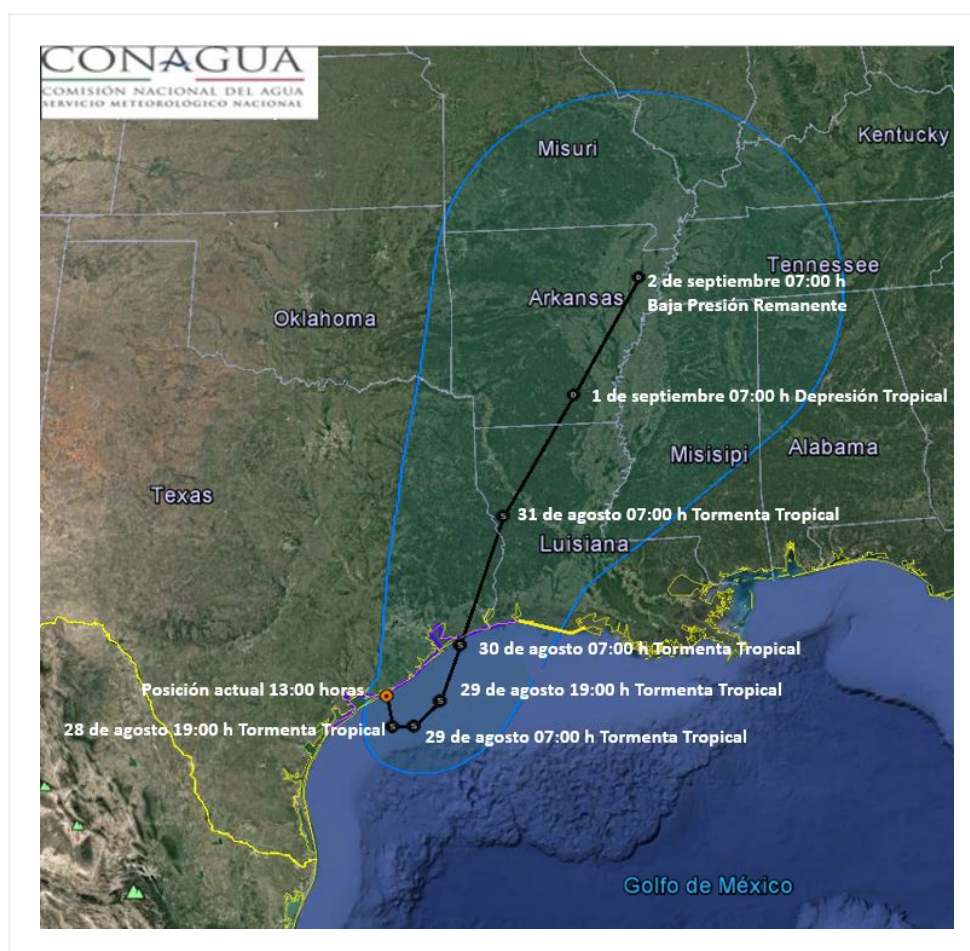 CONAGUA
COMISIÓN NACIONAL DEL AGUA
SERVICIO METEOROLÓGICO NACIONAL
Misuri
Kentucky
Tennessee
2 de septiembre 07:00 h
Baja Presión Remanente
Arkansas
Oklahoma
1 de septiembre 07:00 h Depresión Tropical
Misisipi
Alabama
Texas
31 de agosto 07:00 h Tormenta Tropical
Luisiana
30 de agosto 07:00 h Tormenta Tropical
Posición actual 13:00 horas
29 de agosto 19:00 h Tormenta Tropical
28 de agosto 19:00 h Tormenta Tropical
29 de agosto 07:00 h Tormenta Tropical
Golfo de México
D
D
S
S
S
S
S